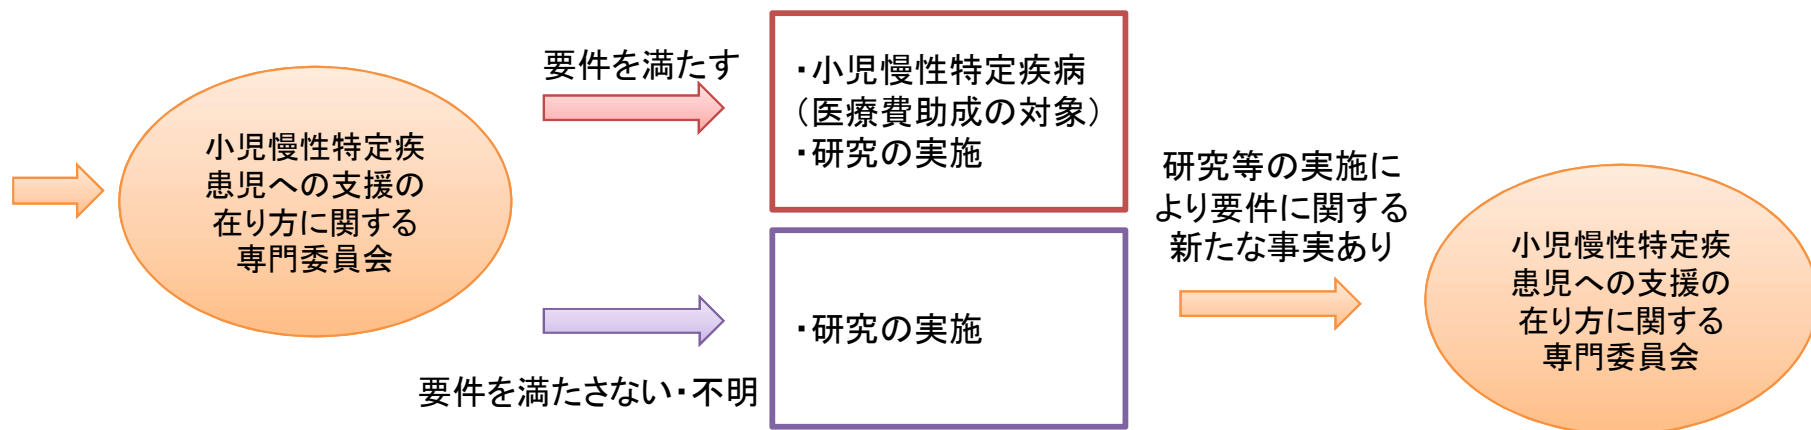 小児慢性特定疾
患児への支援の
在り方に関する
専門委員会
要件を満たす
・小児慢性特定疾病
（医療費助成の対象）
・研究の実施
要件を満たさない・不明
・研究の実施
研究等の実施に
より要件に関する
新たな事実あり
小児慢性特定疾
患児への支援の
在り方に関する
専門委員会